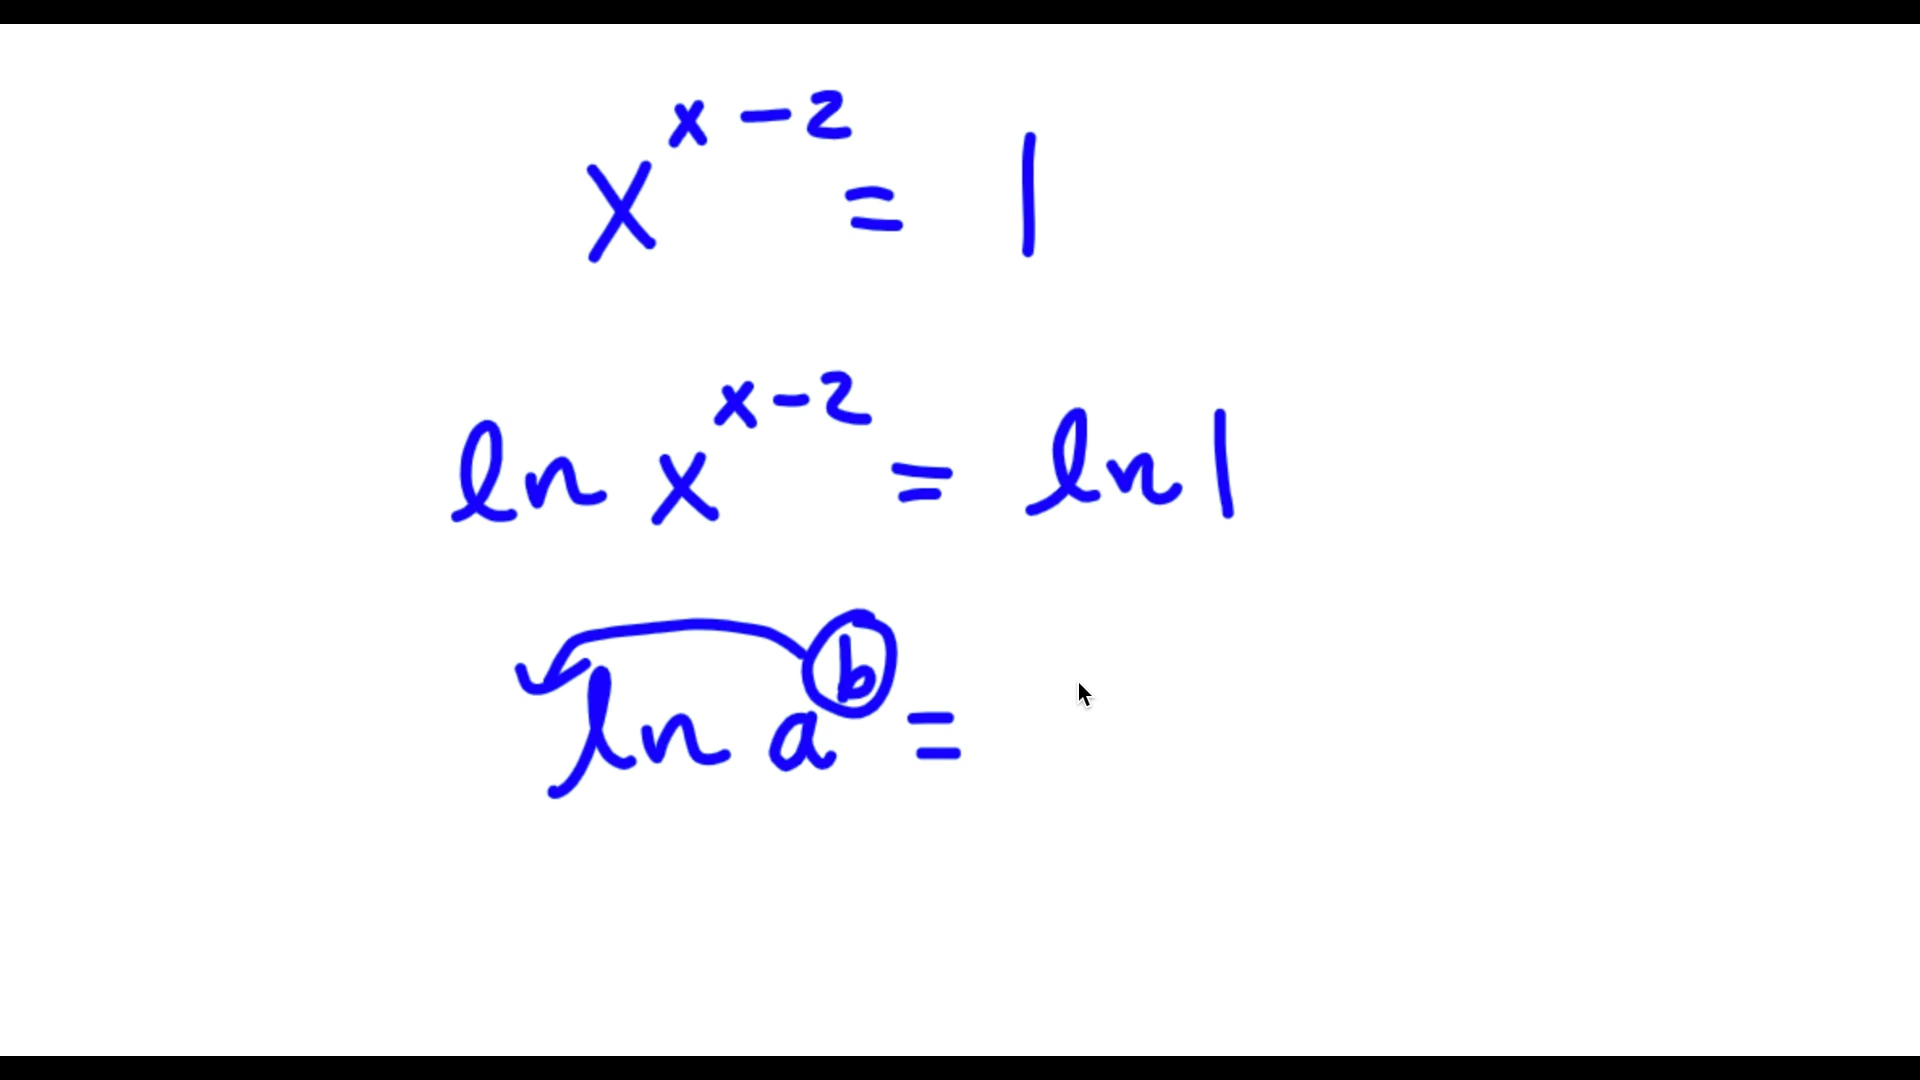 x^{x-2} = 1
ln x^{x-2} = ln 1
ln a^b =